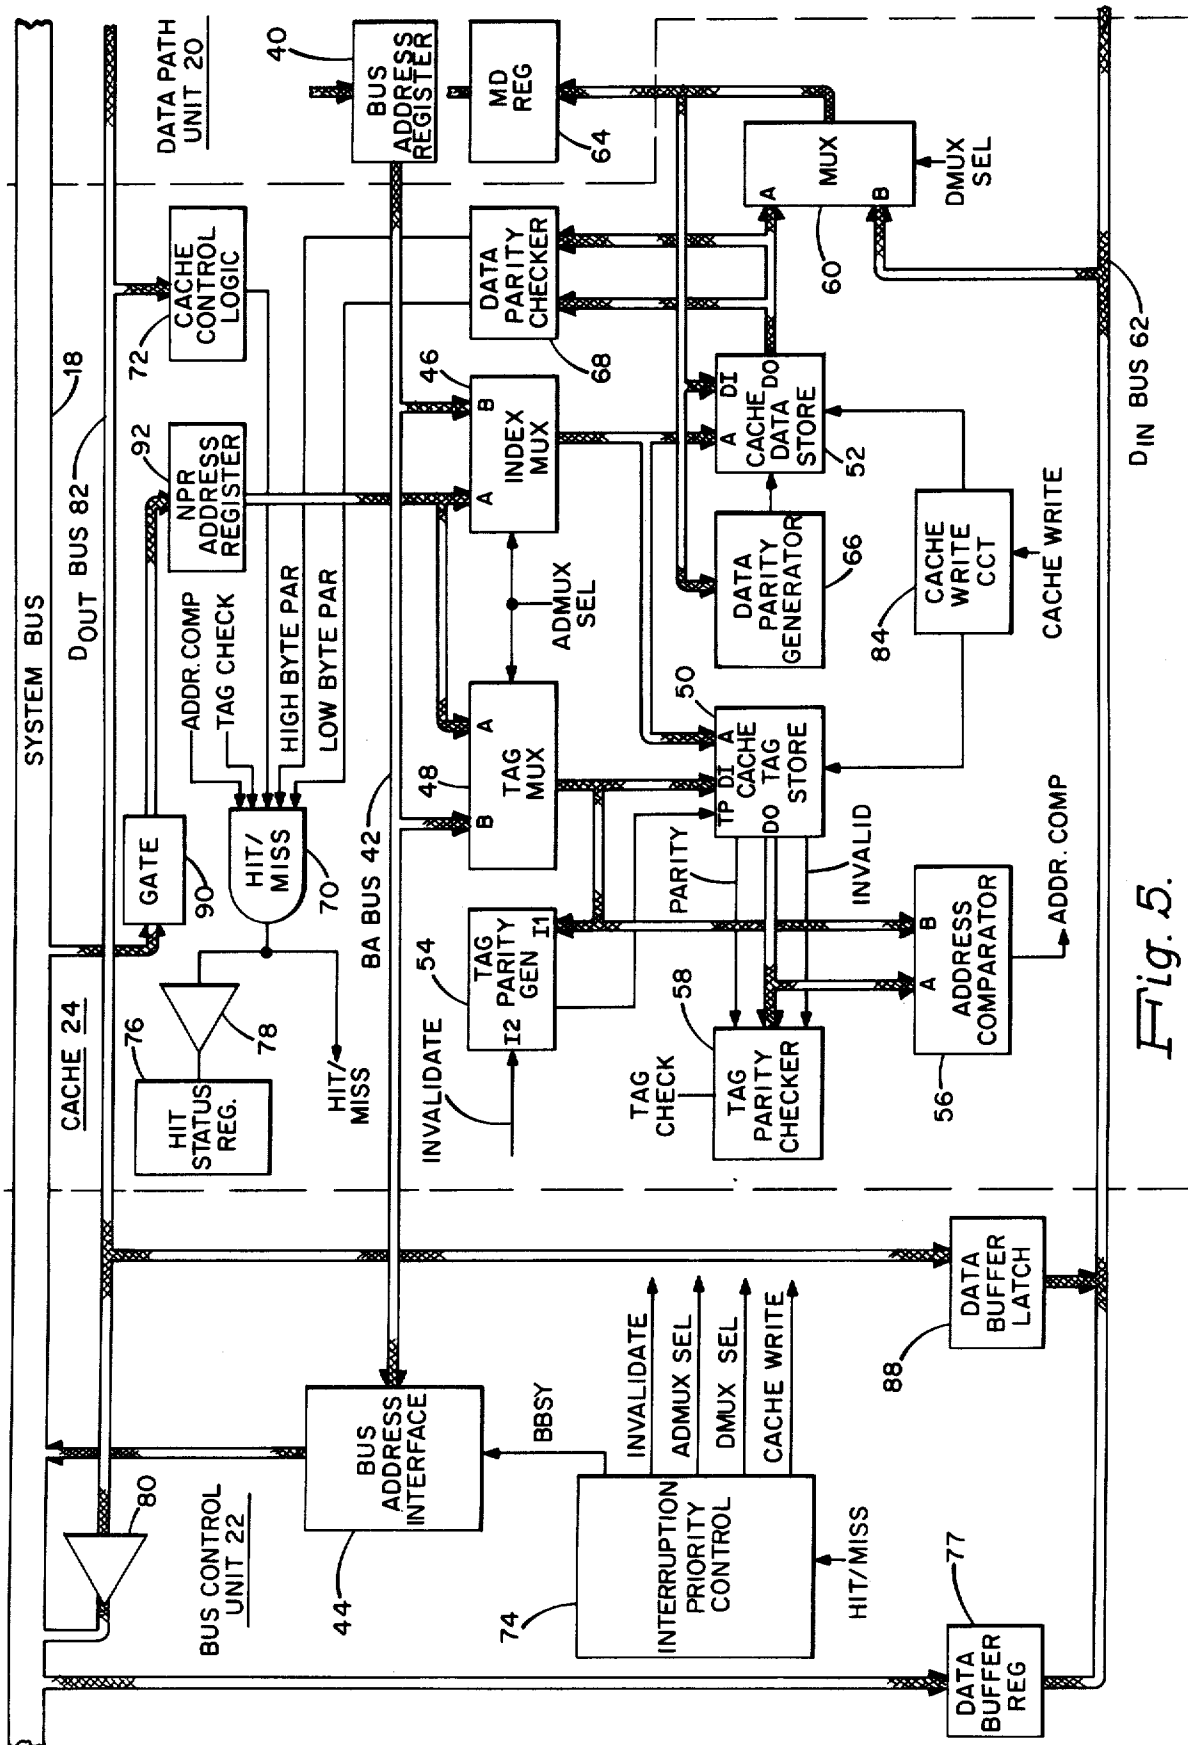 SYSTEM BUS
18
DOUT BUS 82
DATA PATH
UNIT 20
CACHE 24
BUS CONTROL
UNIT 22
80
GATE
90
92
NPR
ADDRESS
REGISTER
72
CACHE
CONTROL
LOGIC
40
BUS
ADDRESS
REGISTER
76
HIT
STATUS
REG.
78
HIT/
MISS
70
ADDR.COMP
TAG CHECK
HIGH BYTE PAR
LOW BYTE PAR
HIT/
MISS
BA BUS 42
44
BUS
ADDRESS
INTERFACE
BBSY
INVALIDATE
54
TAG
PARITY
GEN
I2
I1
48
B
A
TAG
MUX
ADMUX
SEL
46
A
B
INDEX
MUX
DATA
PARITY
CHECKER
68
MD
REG
64
74
INTERRUPTION
PRIORITY
CONTROL
INVALIDATE
ADMUX SEL
DMUX SEL
CACHE WRITE
HIT/MISS
TAG
CHECK
58
TAG
PARITY
CHECKER
PARITY
INVALID
50
TP
DI
A
CACHE
TAG
STORE
DO
DATA
PARITY
GENERATOR
66
A
DI
CACHE
DATA
STORE
DO
52
60
A
B
MUX
DMUX
SEL
56
A
B
ADDRESS
COMPARATOR
ADDR. COMP
84
CACHE
WRITE
CCT
CACHE WRITE
88
DATA
BUFFER
LATCH
77
DATA
BUFFER
REG
DIN BUS 62
Fig. 5.